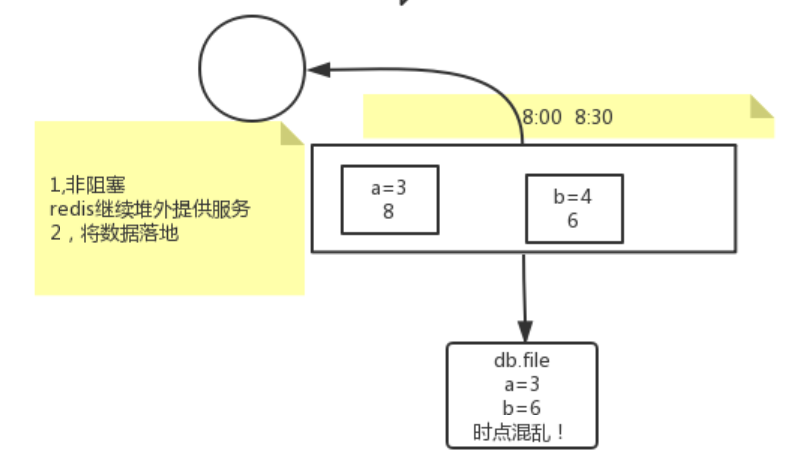 8:00 8:30
1,非阻塞
redis继续堆外提供服务
2，将数据落地
a=3
8
b=4
6
db.file
a=3
b=6
时点混乱！